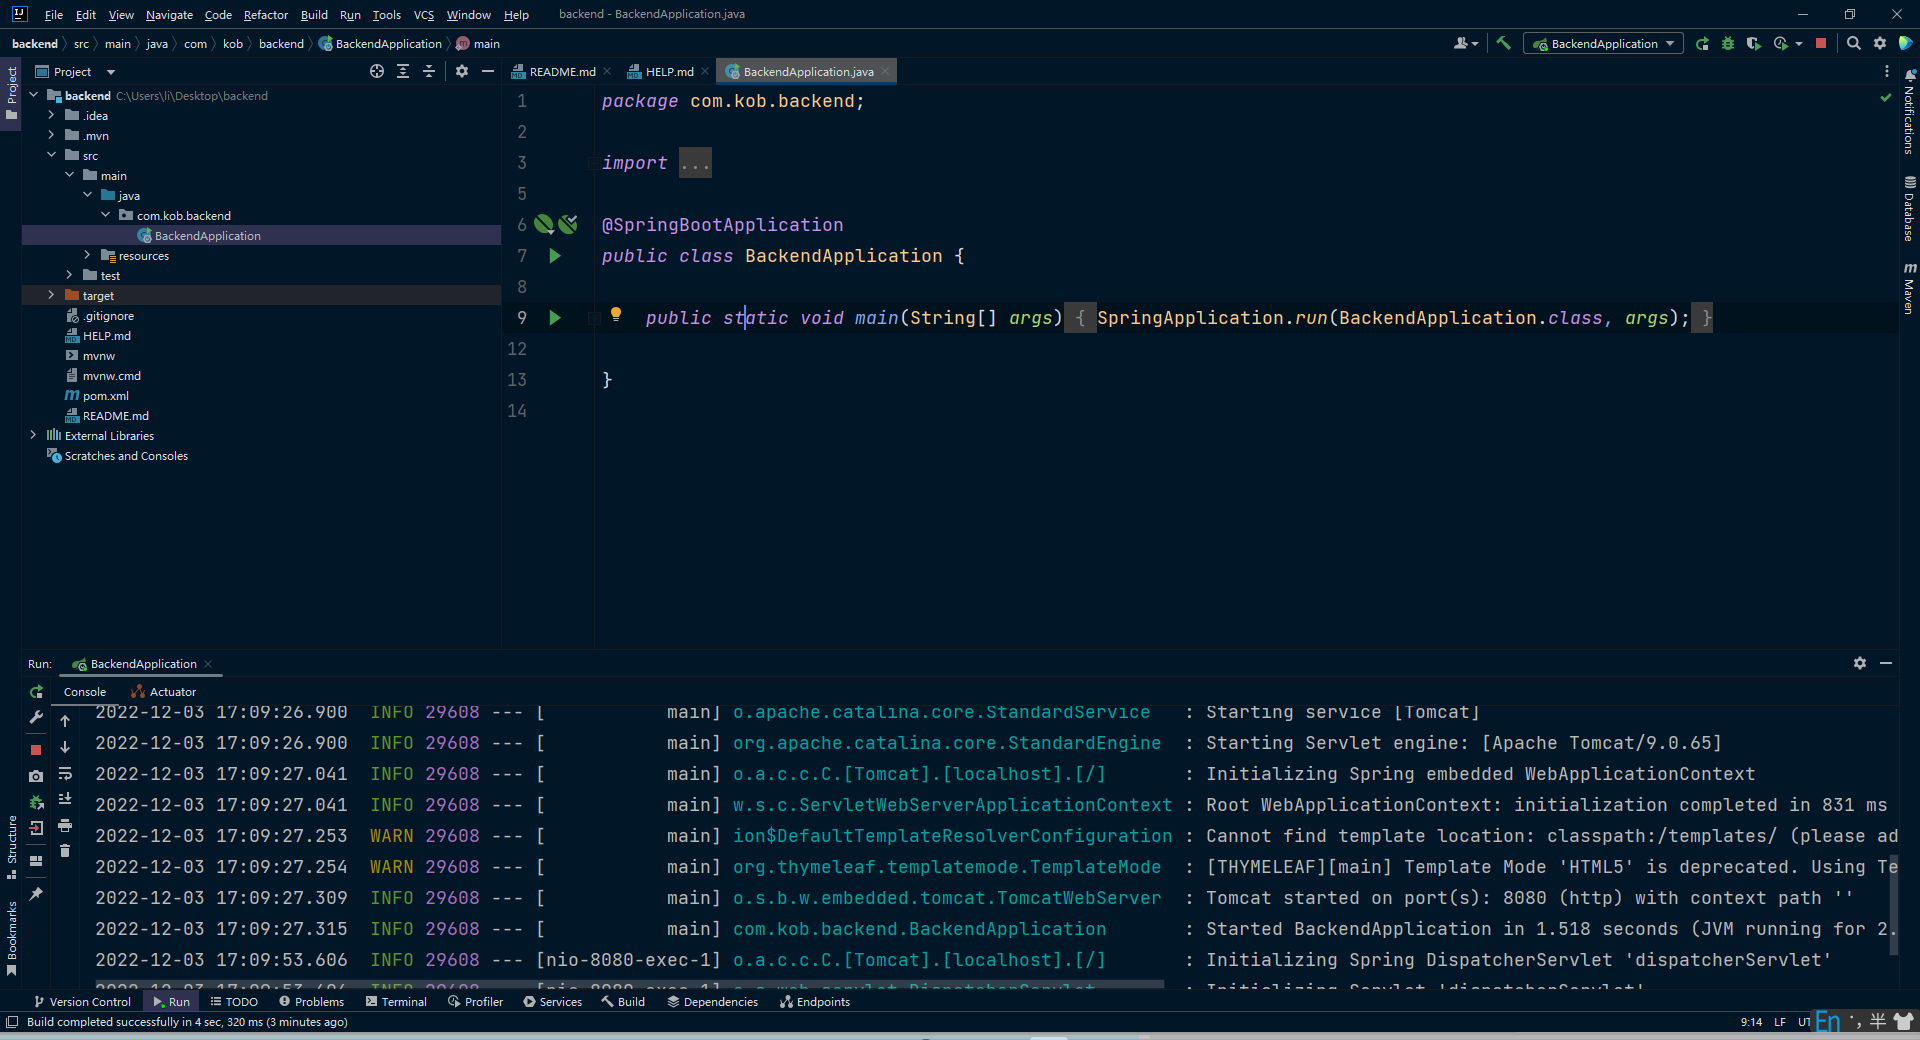 File Edit View Navigate Code Refactor Build Run Tools VCS Window Help backend - BackendApplication.java
backend src main java com kob backend BackendApplication main BackendApplication
Project
Project
backend C:\Users\li\Desktop\backend
.idea
.mvn
src
main
java
com.kob.backend
BackendApplication
resources
test
target
.gitignore
HELP.md
mvnw
mvnw.cmd
pom.xml
README.md
External Libraries
Scratches and Consoles
README.md HELP.md BackendApplication.java
1 package com.kob.backend;
2
3 import ...
5
6 @SpringBootApplication
7 public class BackendApplication {
8
9 public static void main(String[] args) { SpringApplication.run(BackendApplication.class, args); }
12
13 }
14
Notifications
Database
Maven
Run: BackendApplication
Console Actuator
2022-12-03 17:09:26.900 INFO 29608 --- [ main] o.apache.catalina.core.StandardService : Starting service [Tomcat]
2022-12-03 17:09:26.900 INFO 29608 --- [ main] org.apache.catalina.core.StandardEngine : Starting Servlet engine: [Apache Tomcat/9.0.65]
2022-12-03 17:09:27.041 INFO 29608 --- [ main] o.a.c.c.C.[Tomcat].[localhost].[/] : Initializing Spring embedded WebApplicationContext
2022-12-03 17:09:27.041 INFO 29608 --- [ main] w.s.c.ServletWebServerApplicationContext : Root WebApplicationContext: initialization completed in 831 ms
2022-12-03 17:09:27.253 WARN 29608 --- [ main] ion$DefaultTemplateResolverConfiguration : Cannot find template location: classpath:/templates/ (please ad
2022-12-03 17:09:27.254 WARN 29608 --- [ main] org.thymeleaf.templatemode.TemplateMode : [THYMELEAF][main] Template Mode 'HTML5' is deprecated. Using Te
2022-12-03 17:09:27.309 INFO 29608 --- [ main] o.s.b.w.embedded.tomcat.TomcatWebServer : Tomcat started on port(s): 8080 (http) with context path ''
2022-12-03 17:09:27.315 INFO 29608 --- [ main] com.kob.backend.BackendApplication : Started BackendApplication in 1.518 seconds (JVM running for 2.
2022-12-03 17:09:53.606 INFO 29608 --- [nio-8080-exec-1] o.a.c.c.C.[Tomcat].[localhost].[/] : Initializing Spring DispatcherServlet 'dispatcherServlet'
Structure
Bookmarks
Version Control Run TODO Problems Terminal Profiler Services Build Dependencies Endpoints
Build completed successfully in 4 sec, 320 ms (3 minutes ago) 9:14 LF UT En 半